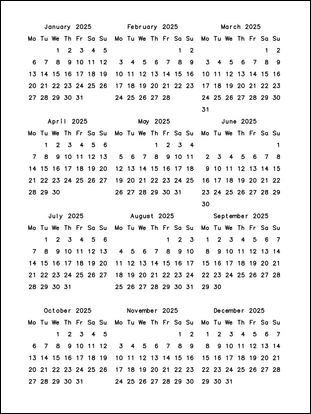 January 2025 February 2025 March 2025
Mo Tu We Th Fr Sa Su Mo Tu We Th Fr Sa Su Mo Tu We Th Fr Sa Su
1 2 3 4 5 1 2 1 2
6 7 8 9 10 11 12 3 4 5 6 7 8 9 3 4 5 6 7 8 9
13 14 15 16 17 18 19 10 11 12 13 14 15 16 10 11 12 13 14 15 16
20 21 22 23 24 25 26 17 18 19 20 21 22 23 17 18 19 20 21 22 23
27 28 29 30 31 24 25 26 27 28 24 25 26 27 28 29 30
31
April 2025 May 2025 June 2025
Mo Tu We Th Fr Sa Su Mo Tu We Th Fr Sa Su Mo Tu We Th Fr Sa Su
1 2 3 4 5 6 1 2 3 4 1
7 8 9 10 11 12 13 5 6 7 8 9 10 11 2 3 4 5 6 7 8
14 15 16 17 18 19 20 12 13 14 15 16 17 18 9 10 11 12 13 14 15
21 22 23 24 25 26 27 19 20 21 22 23 24 25 16 17 18 19 20 21 22
28 29 30 26 27 28 29 30 31 23 24 25 26 27 28 29
30
July 2025 August 2025 September 2025
Mo Tu We Th Fr Sa Su Mo Tu We Th Fr Sa Su Mo Tu We Th Fr Sa Su
1 2 3 4 5 6 1 2 3 1 2 3 4 5 6 7
7 8 9 10 11 12 13 4 5 6 7 8 9 10 8 9 10 11 12 13 14
14 15 16 17 18 19 20 11 12 13 14 15 16 17 15 16 17 18 19 20 21
21 22 23 24 25 26 27 18 19 20 21 22 23 24 22 23 24 25 26 27 28
28 29 30 31 25 26 27 28 29 30 31 29 30
October 2025 November 2025 December 2025
Mo Tu We Th Fr Sa Su Mo Tu We Th Fr Sa Su Mo Tu We Th Fr Sa Su
1 2 3 4 5 1 2 1 2 3 4 5 6 7
6 7 8 9 10 11 12 3 4 5 6 7 8 9 8 9 10 11 12 13 14
13 14 15 16 17 18 19 10 11 12 13 14 15 16 15 16 17 18 19 20 21
20 21 22 23 24 25 26 17 18 19 20 21 22 23 22 23 24 25 26 27 28
27 28 29 30 31 24 25 26 27 28 29 30 29 30 31